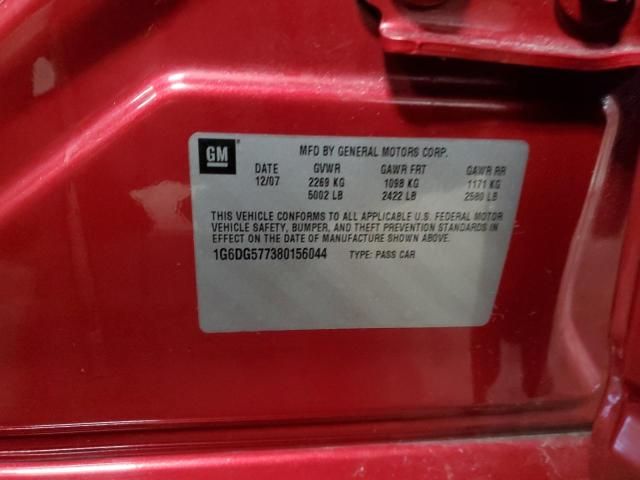 GM
MFD BY GENERAL MOTORS CORP.
DATE GVWR GAWR FRT GAWR RR
12/07 2269 KG 1098 KG 1171 KG
5002 LB 2422 LB 2580 LB
THIS VEHICLE CONFORMS TO ALL APPLICABLE U.S. FEDERAL MOTOR
VEHICLE SAFETY, BUMPER, AND THEFT PREVENTION STANDARDS IN
EFFECT ON THE DATE OF MANUFACTURE SHOWN ABOVE.
1G6DG577380156044 TYPE: PASS CAR